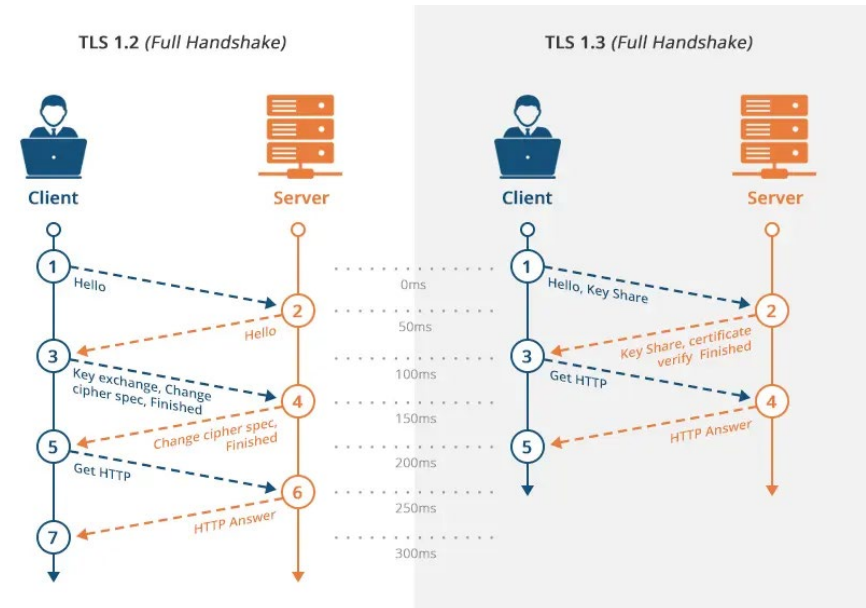 TLS 1.2 (Full Handshake)
Client
Server
1
Hello
2
Hello
3
Key exchange, Change
cipher spec, Finished
4
Change cipher spec,
Finished
5
Get HTTP
6
HTTP Answer
7
0ms
50ms
100ms
150ms
200ms
250ms
300ms
TLS 1.3 (Full Handshake)
Client
Server
1
Hello, Key Share
2
Key Share, certificate
verify Finished
3
Get HTTP
4
HTTP Answer
5